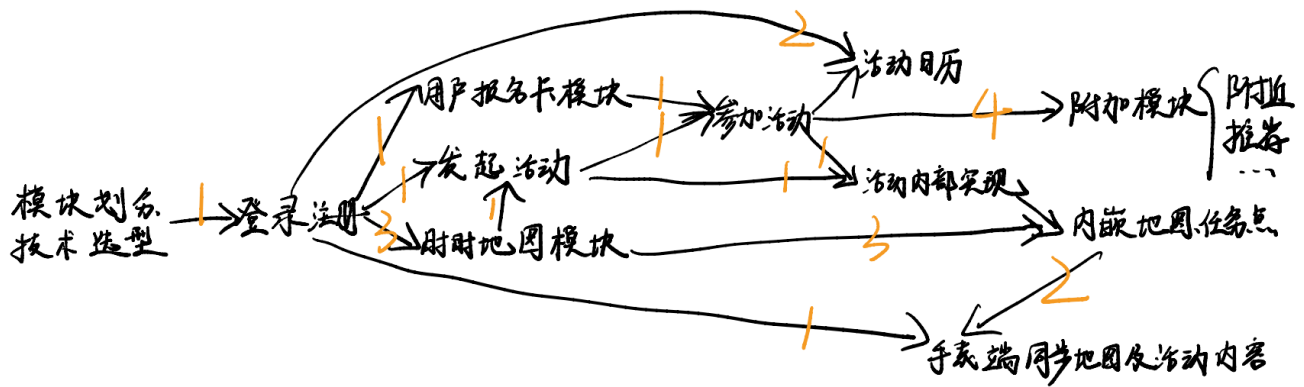 2
活动日历
用户报名卡模块
1
参加活动
4
附加模块
附近
推荐
...
1
1
发起活动
1
1
1
活动内部实现
模块划分
技术选型
1
登录注册
1
3
时时地图模块
3
内嵌地图任务点
2
1
手表端同步地图及活动内容